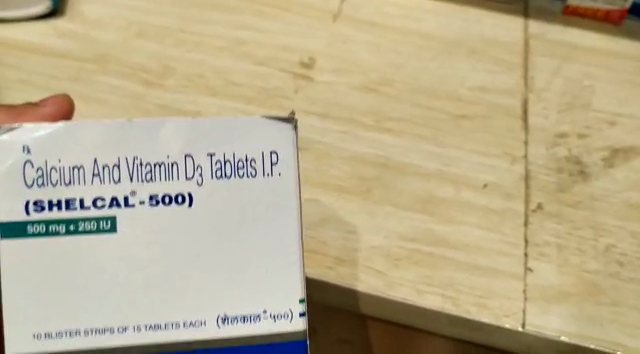 Rx
Calcium And Vitamin D3 Tablets I.P.
(SHELCAL®-500)
500 mg + 250 IU
10 BLISTER STRIPS OF 15 TABLETS EACH (शेलकाल®-५००)